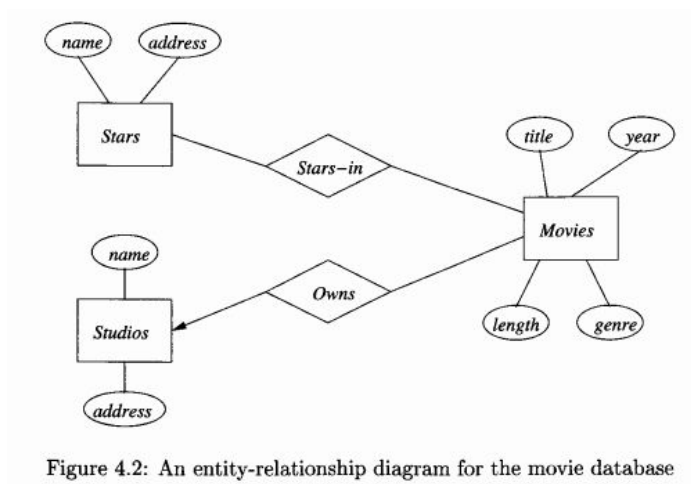 name
address
Stars
Stars-in
title
year
Movies
name
Owns
Studios
length
genre
address
Figure 4.2: An entity-relationship diagram for the movie database